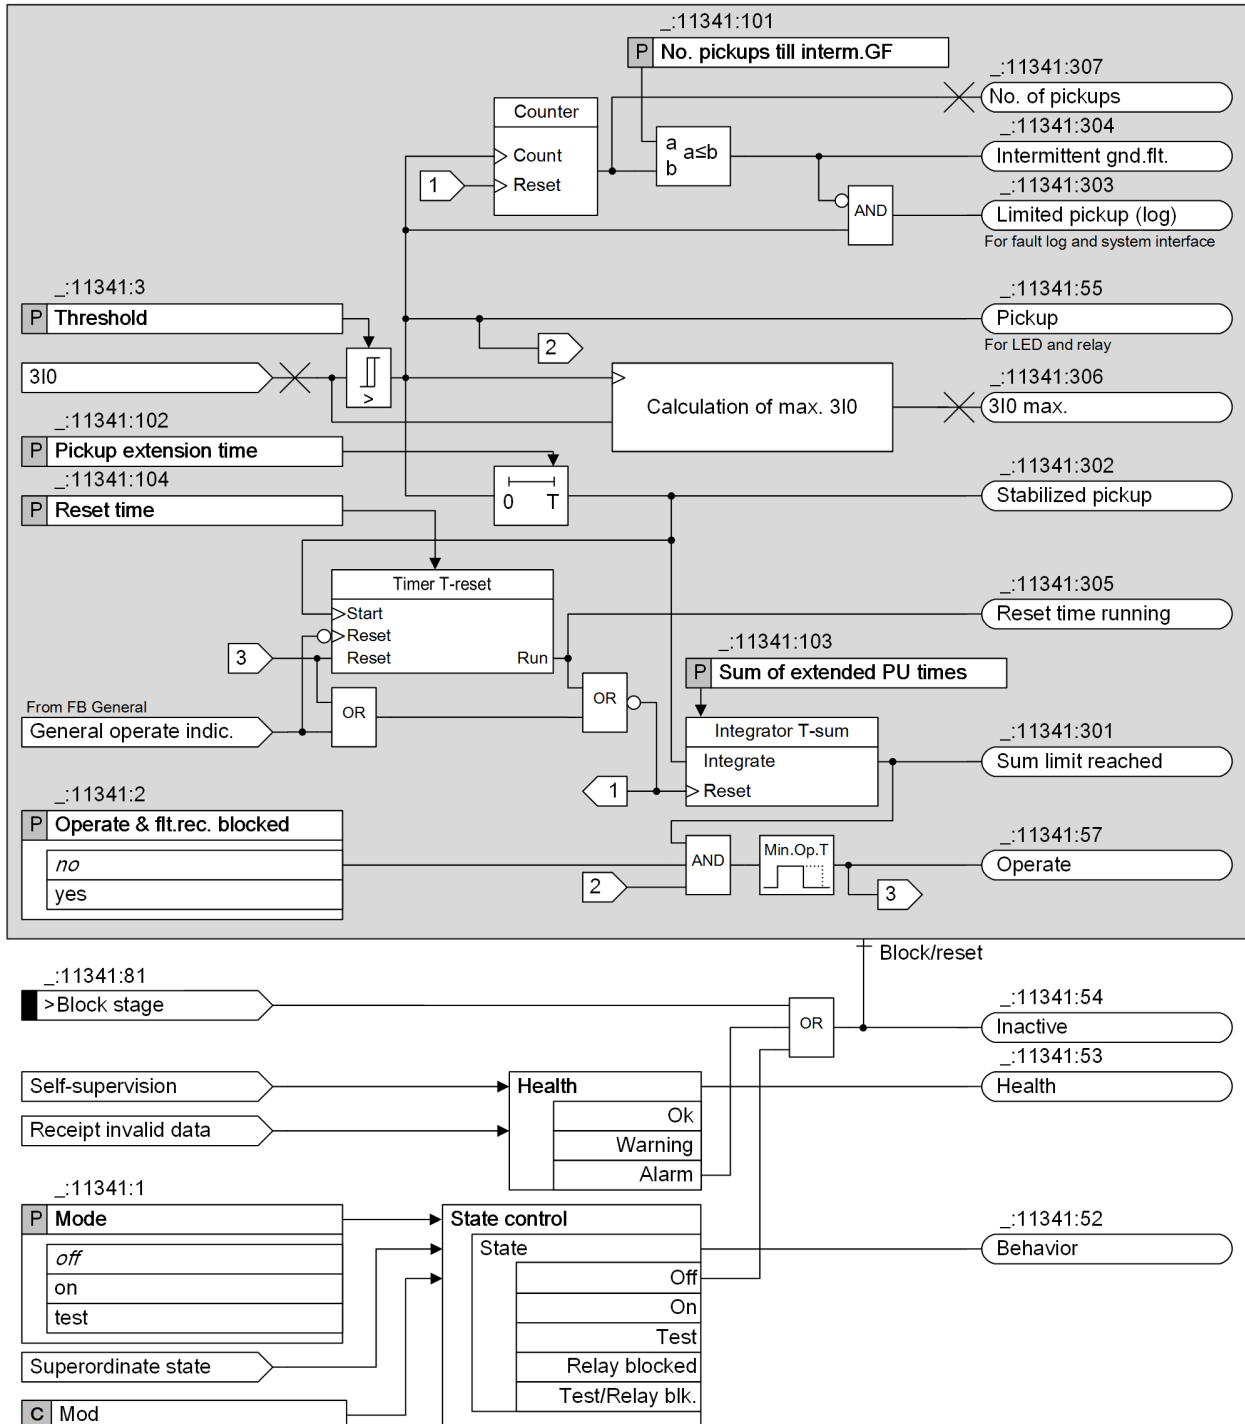 _:11341:101
P No. pickups till interm.GF
_:11341:307
No. of pickups
Counter
Count
Reset
1
a
b
a≤b
_:11341:304
Intermittent gnd.flt.
_:11341:303
AND
Limited pickup (log)
For fault log and system interface
_:11341:3
P Threshold
_:11341:55
Pickup
For LED and relay
2
3I0
>
Calculation of max. 3I0
_:11341:306
3I0 max.
_:11341:102
P Pickup extension time
_:11341:302
0 T
Stabilized pickup
_:11341:104
P Reset time
Timer T-reset
Start
Reset
Reset
Run
3
_:11341:305
Reset time running
_:11341:103
P Sum of extended PU times
OR
OR
From FB General
General operate indic.
Integrator T-sum
Integrate
Reset
1
_:11341:301
Sum limit reached
_:11341:2
P Operate & flt.rec. blocked
no
yes
2
AND
Min.Op.T
3
_:11341:57
Operate
Block/reset
_:11341:81
>Block stage
OR
_:11341:54
Inactive
_:11341:53
Health
Self-supervision
Receipt invalid data
Health
Ok
Warning
Alarm
_:11341:1
P Mode
off
on
test
Superordinate state
C Mod
State control
State
Off
On
Test
Relay blocked
Test/Relay blk.
_:11341:52
Behavior